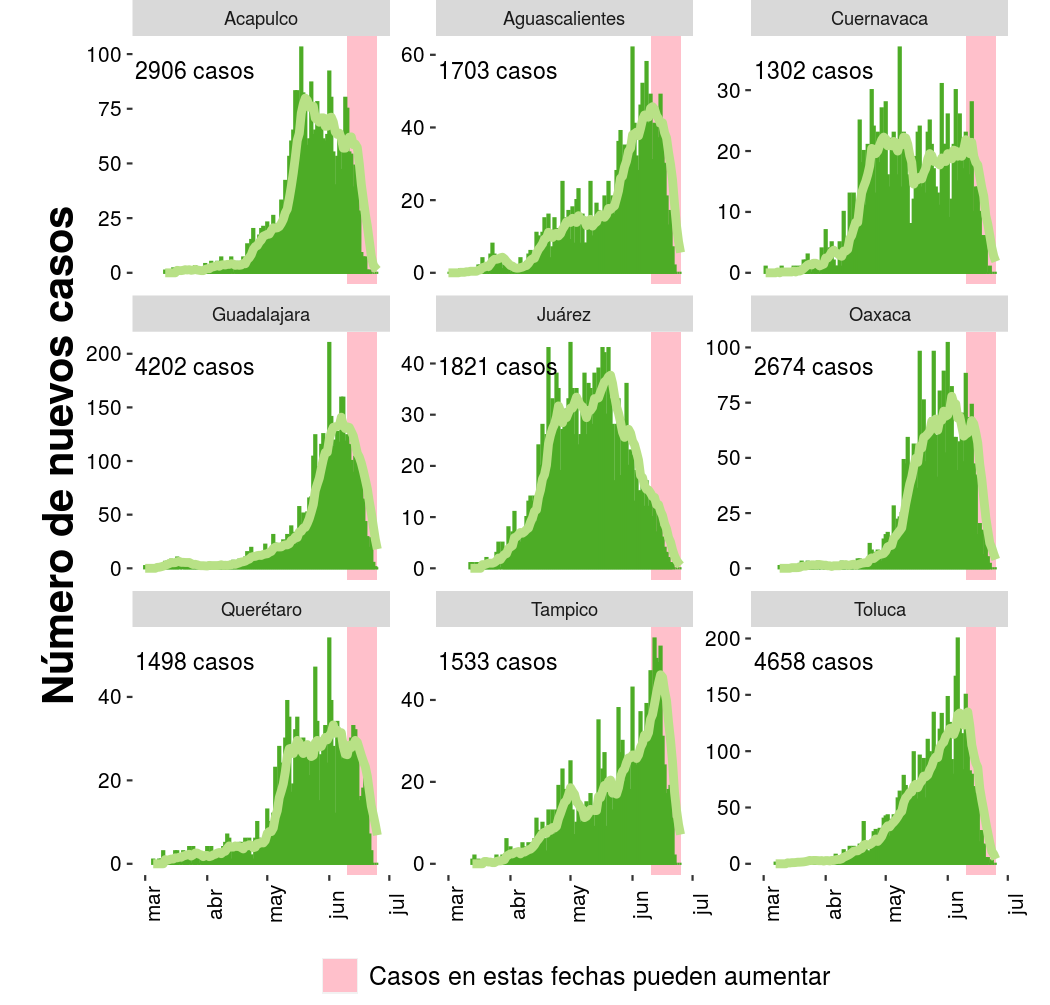 Número de nuevos casos
Acapulco
2906 casos
100
75
50
25
0
Aguascalientes
1703 casos
60
40
20
0
Cuernavaca
1302 casos
30
20
10
0
Guadalajara
4202 casos
200
150
100
50
0
Juárez
1821 casos
40
30
20
10
0
Oaxaca
2674 casos
100
75
50
25
0
Querétaro
1498 casos
40
20
0
mar abr may jun jul
Tampico
1533 casos
40
20
0
mar abr may jun jul
Toluca
4658 casos
200
150
100
50
0
mar abr may jun jul
Casos en estas fechas pueden aumentar